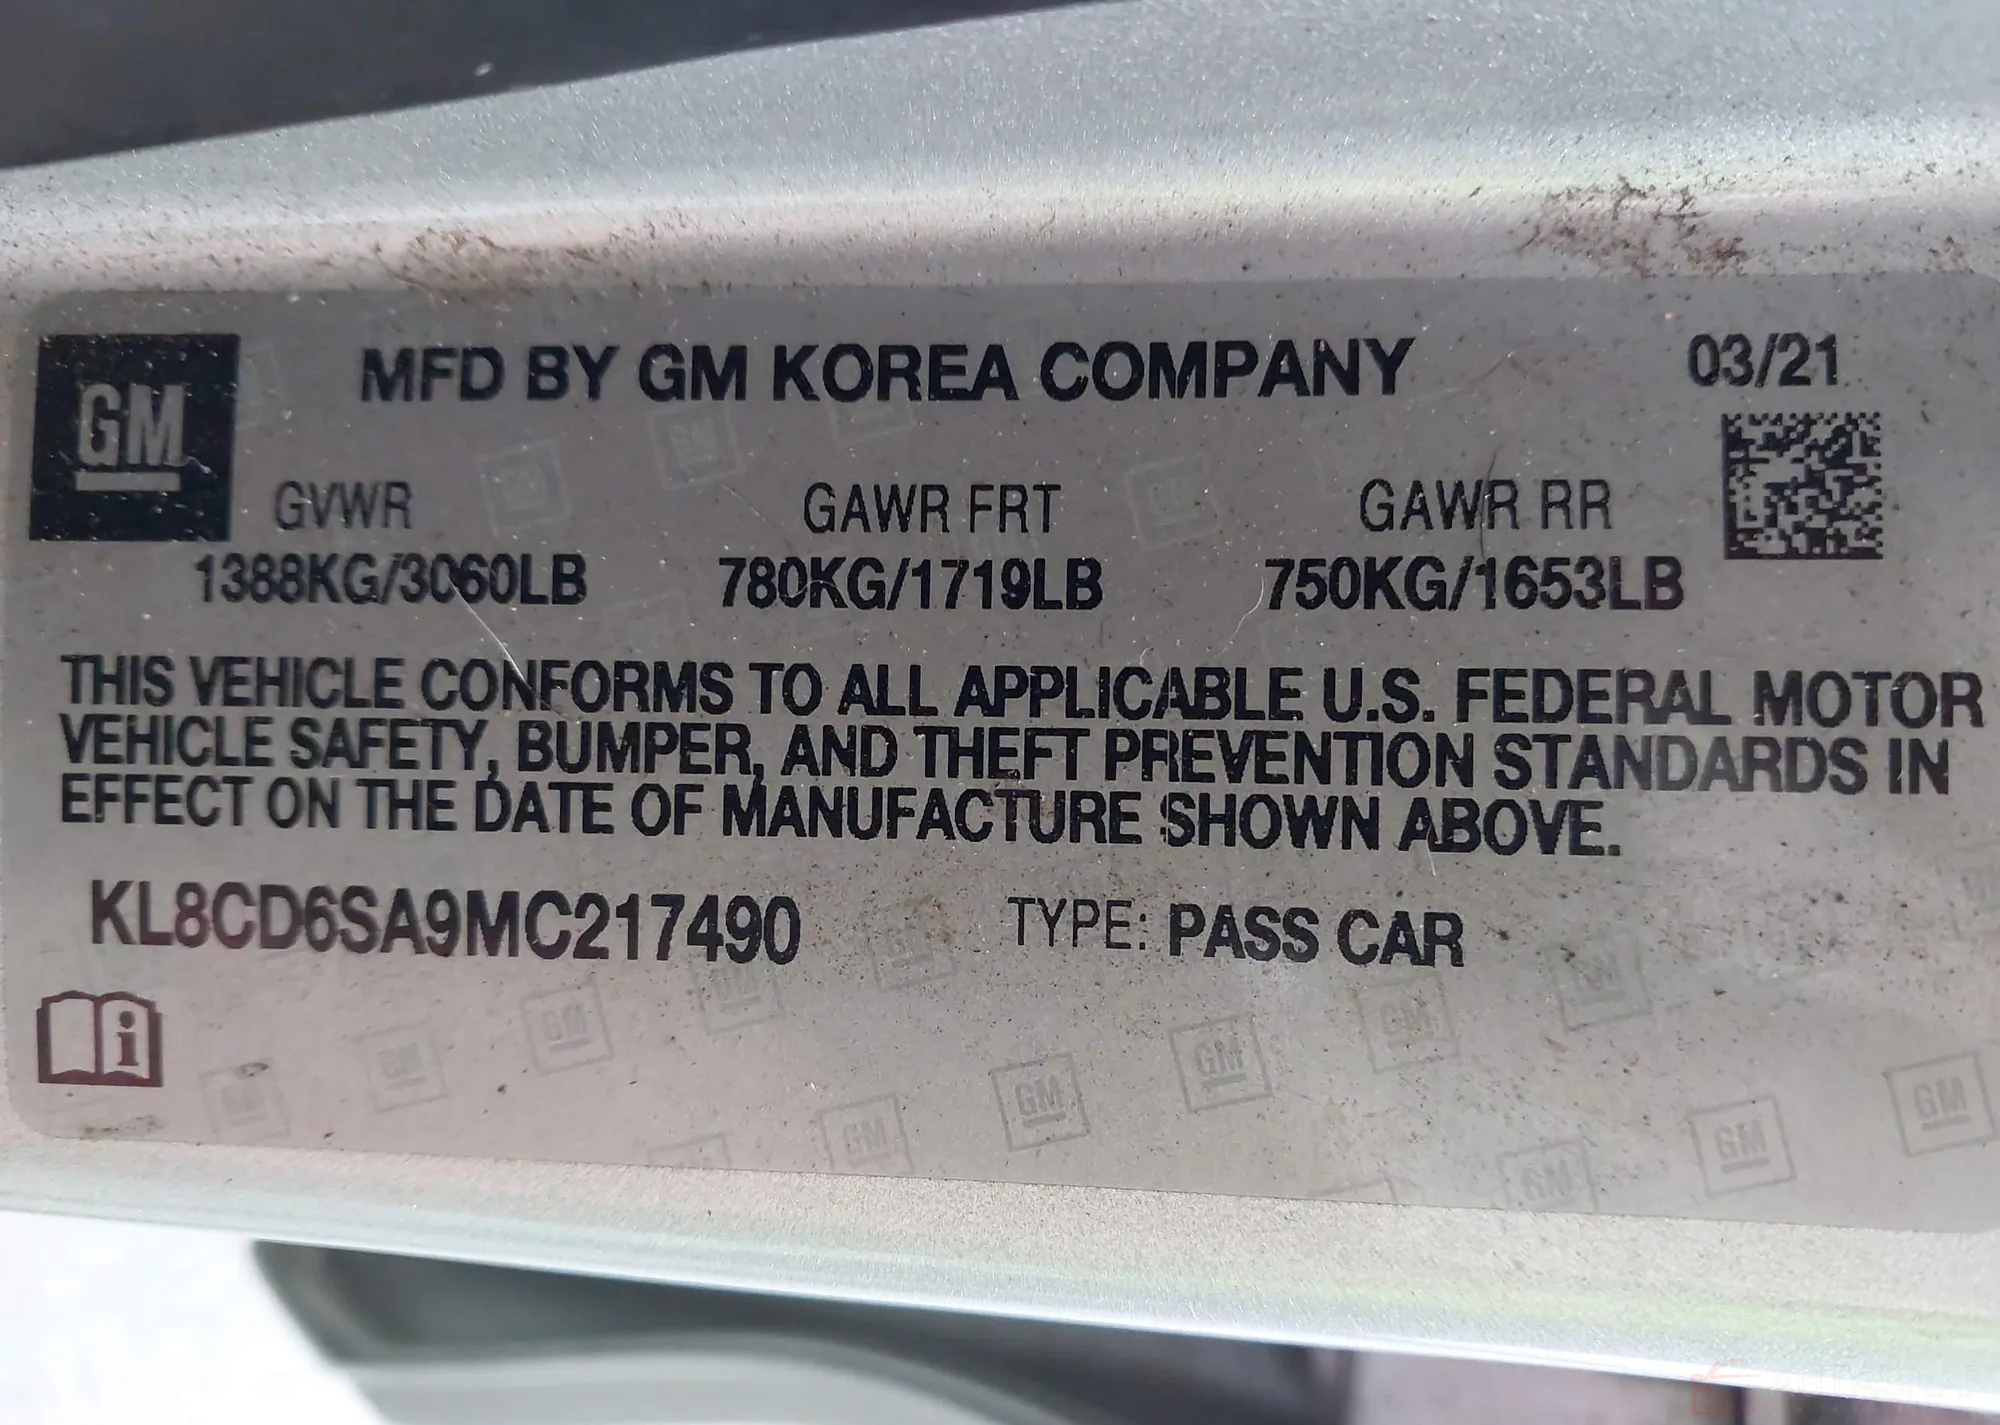 MFD BY GM KOREA COMPANY 03/21
GM
GVWR GAWR FRT GAWR RR
1388KG/3060LB 780KG/1719LB 750KG/1653LB
THIS VEHICLE CONFORMS TO ALL APPLICABLE U.S. FEDERAL MOTOR
VEHICLE SAFETY, BUMPER, AND THEFT PREVENTION STANDARDS IN
EFFECT ON THE DATE OF MANUFACTURE SHOWN ABOVE.
KL8CD6SA9MC217490 TYPE: PASS CAR